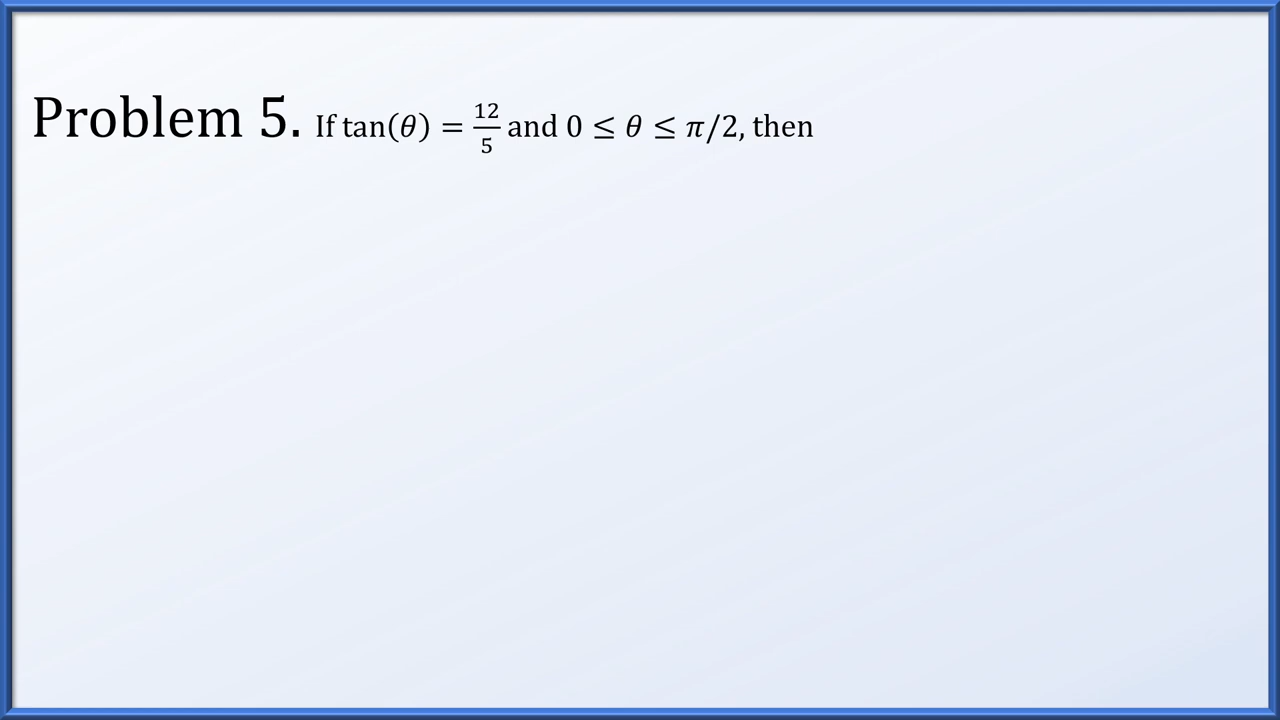 Problem 5. If tan(𝜃) = 12/5 and 0 ≤ 𝜃 ≤ 𝜋/2, then